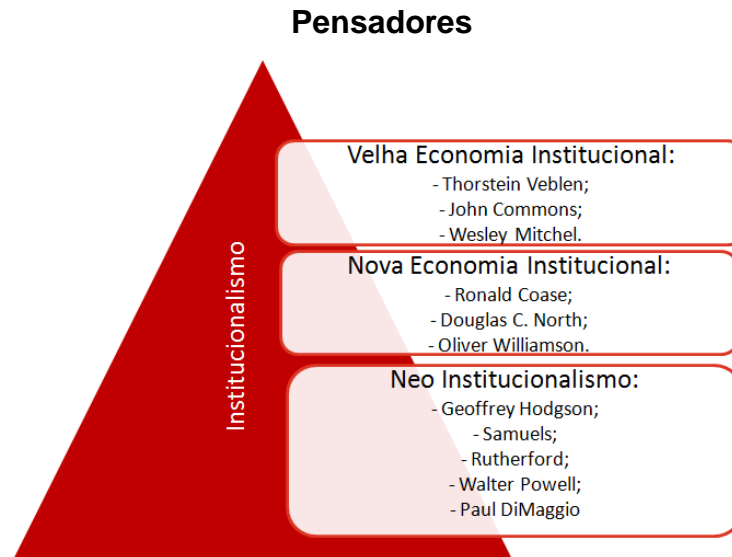 Pensadores
Institucionalismo
Velha Economia Institucional:
- Thorstein Veblen;
- John Commons;
- Wesley Mitchel.
Nova Economia Institucional:
- Ronald Coase;
- Douglas C. North;
- Oliver Williamson.
Neo Institucionalismo:
- Geoffrey Hodgson;
- Samuels;
- Rutherford;
- Walter Powell;
- Paul DiMaggio